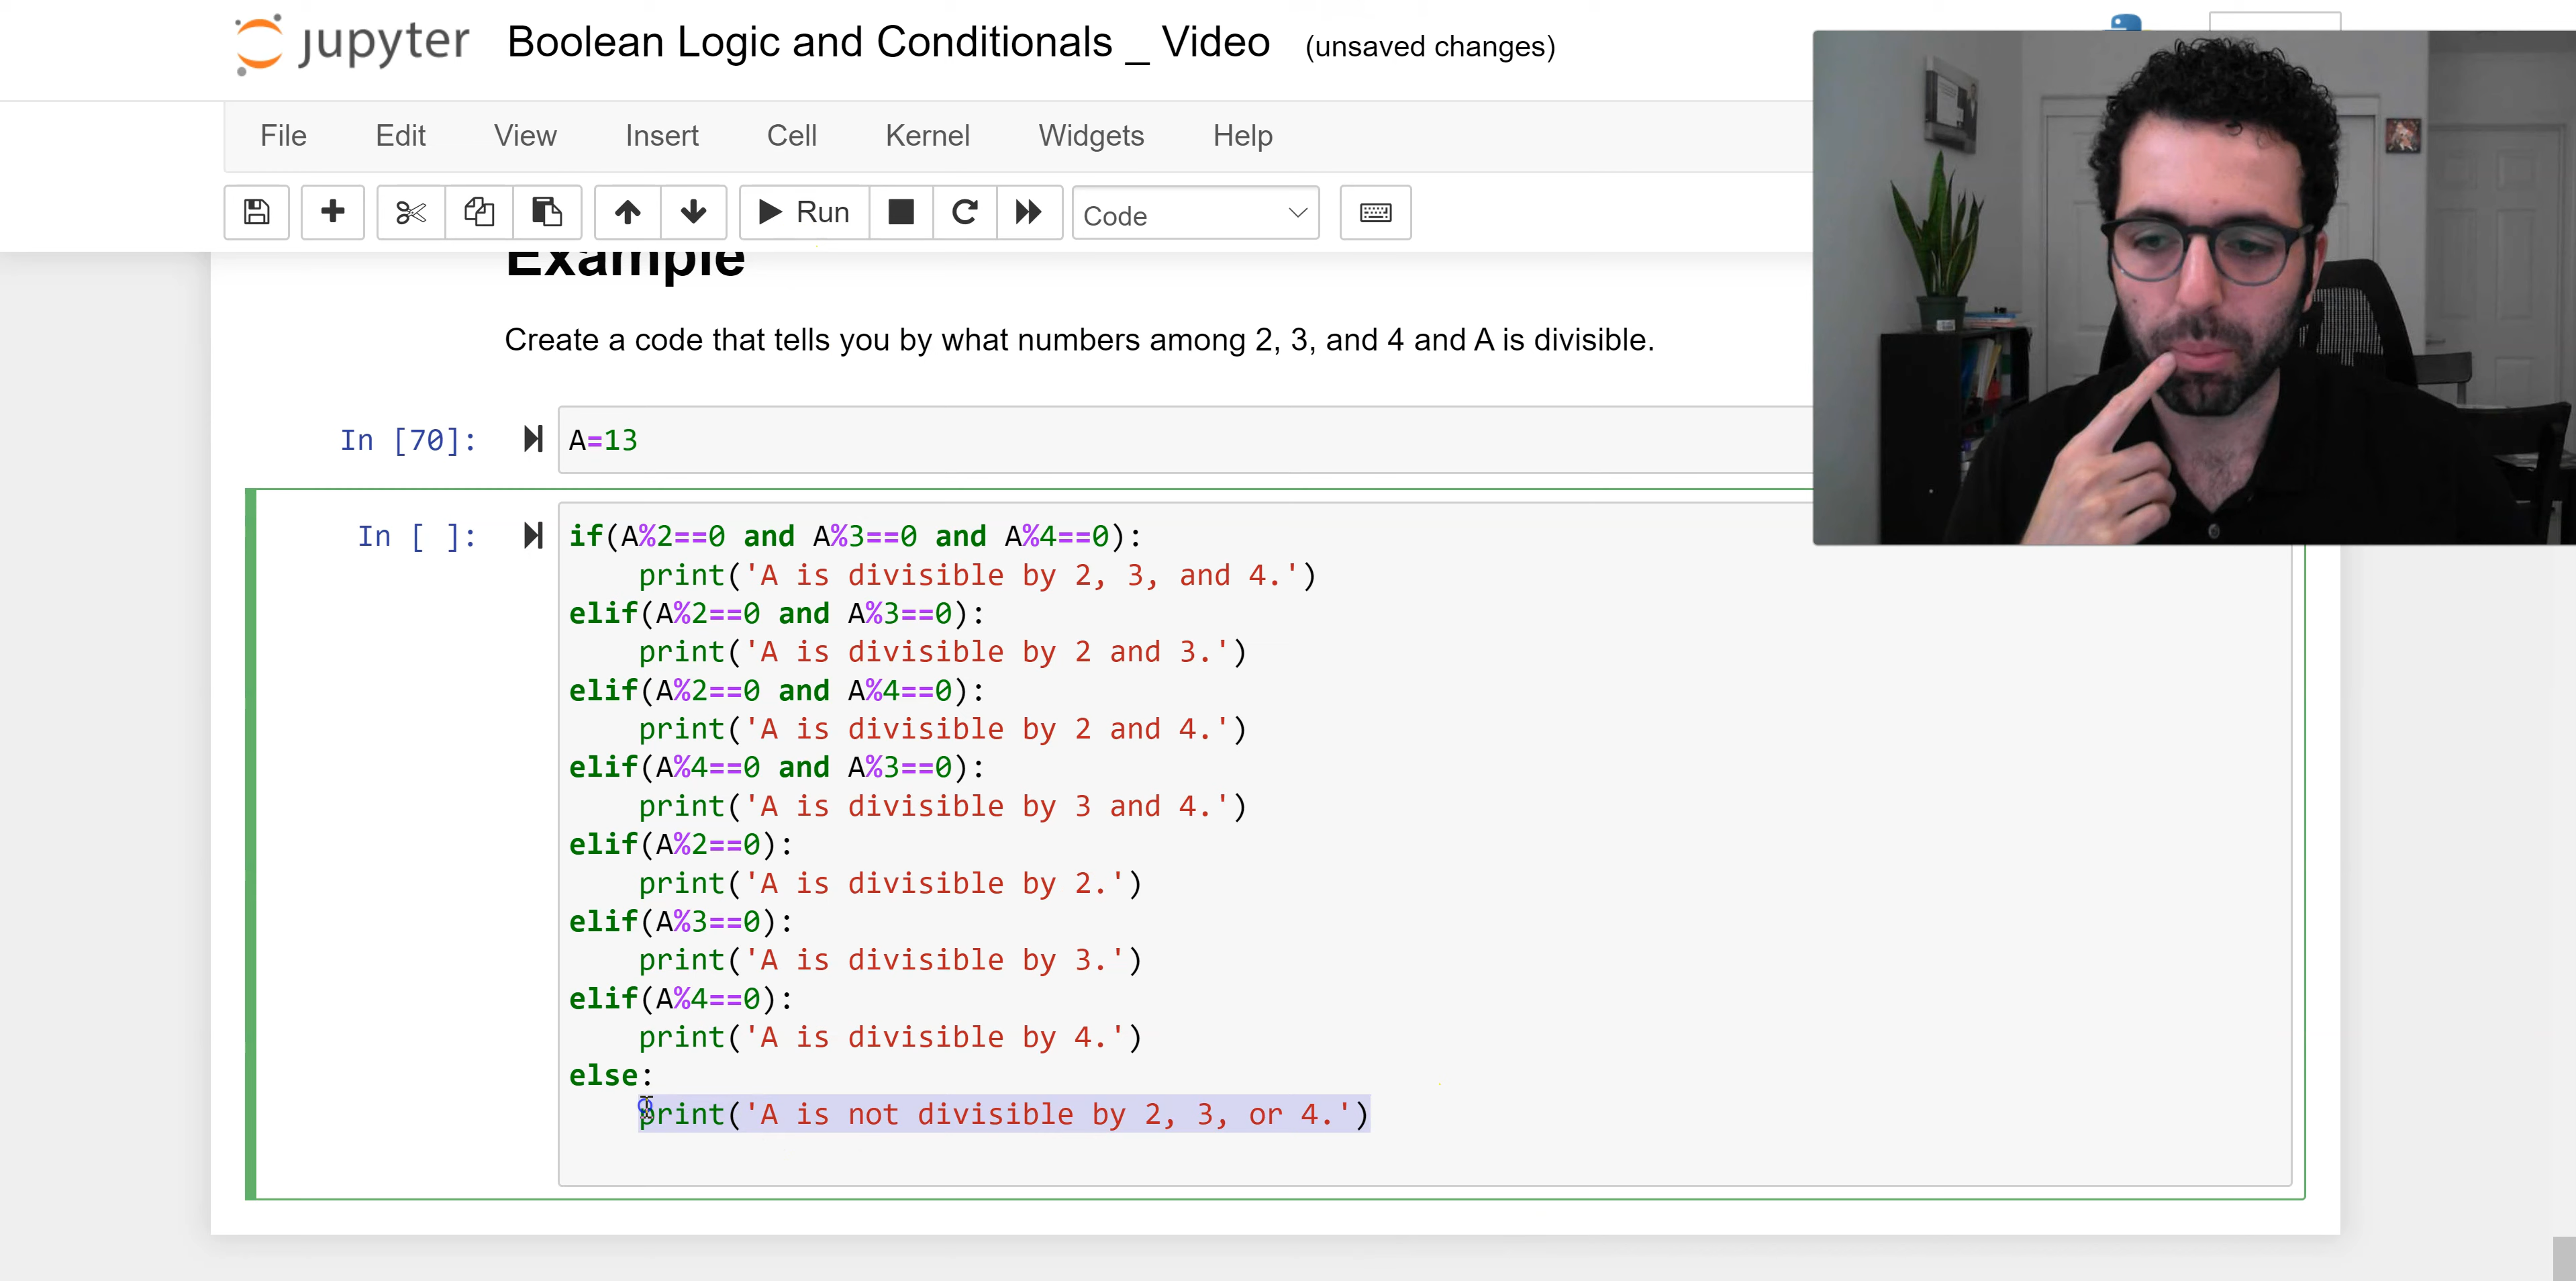 jupyter Boolean Logic and Conditionals _ Video (unsaved changes)
File Edit View Insert Cell Kernel Widgets Help
Run Code
Example
Create a code that tells you by what numbers among 2, 3, and 4 and A is divisible.
In [70]: A=13
In [ ]: if(A%2==0 and A%3==0 and A%4==0):
print('A is divisible by 2, 3, and 4.')
elif(A%2==0 and A%3==0):
print('A is divisible by 2 and 3.')
elif(A%2==0 and A%4==0):
print('A is divisible by 2 and 4.')
elif(A%4==0 and A%3==0):
print('A is divisible by 3 and 4.')
elif(A%2==0):
print('A is divisible by 2.')
elif(A%3==0):
print('A is divisible by 3.')
elif(A%4==0):
print('A is divisible by 4.')
else:
print('A is not divisible by 2, 3, or 4.')